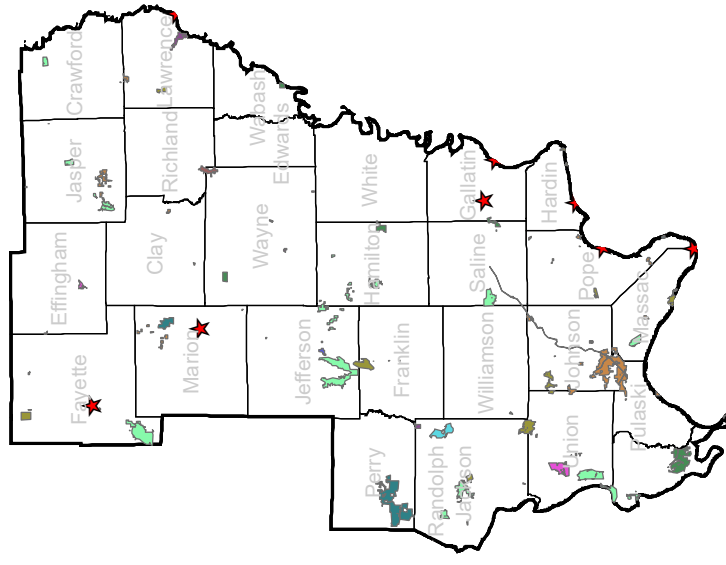 Crawford
Lawrence
Richland
Wabash
Edwards
Jasper
White
Gallatin
Hardin
Effingham
Clay
Wayne
Hamilton
Saline
Pope
Massac
Fayette
Marion
Jefferson
Franklin
Williamson
Johnson
Pulaski
Perry
Randolph
Jackson
Union